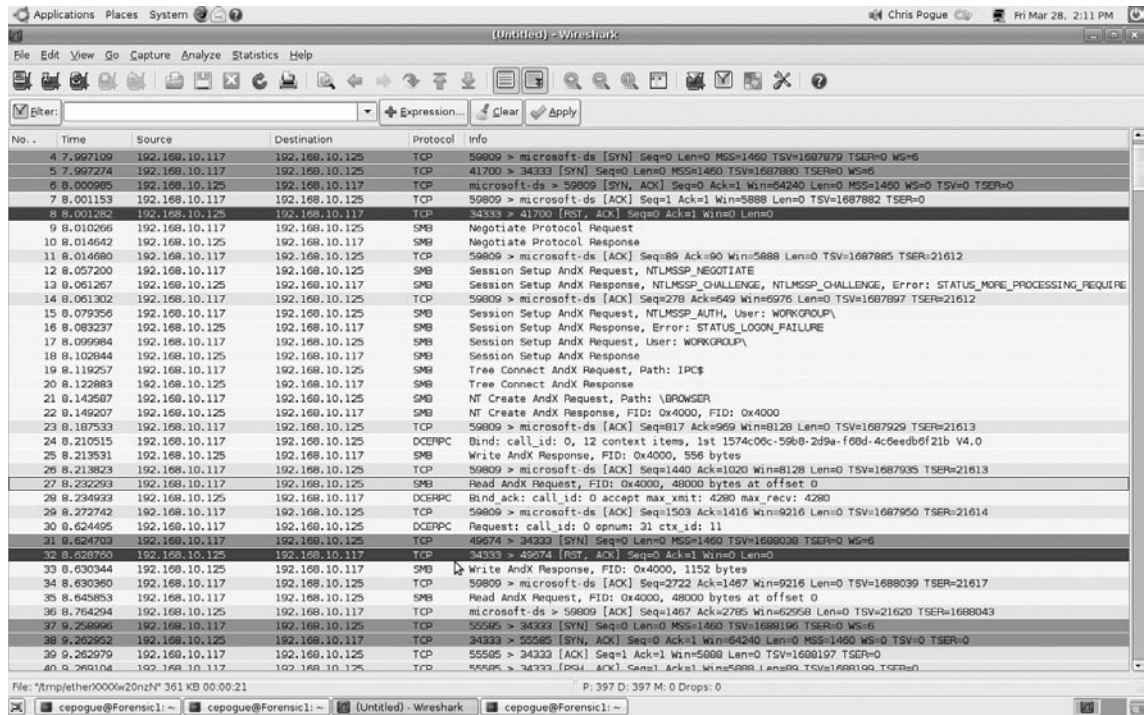 Applications Places System
Chris Pogue
Fri Mar 28, 2:11 PM
(Untitled) - Wireshark
File Edit View Go Capture Analyze Statistics Help
Filter: Expression... Clear Apply
No. . Time Source Destination Protocol Info
4 7.997109 192.168.10.117 192.168.10.125 TCP 59809 > microsoft-ds [SYN] Seq=0 Len=0 MSS=1460 TSV=1687879 TSER=0 WS=6
5 7.997274 192.168.10.117 192.168.10.125 TCP 41700 > 34333 [SYN] Seq=0 Len=0 MSS=1460 TSV=1687880 TSER=0 WS=6
6 8.000985 192.168.10.125 192.168.10.117 TCP microsoft-ds > 59809 [SYN, ACK] Seq=0 Ack=1 Win=64240 Len=0 MSS=1460 WS=0 TSV=0 TSER=0
7 8.001153 192.168.10.117 192.168.10.125 TCP 59809 > microsoft-ds [ACK] Seq=1 Ack=1 Win=5888 Len=0 TSV=1687882 TSER=0
8 8.001282 192.168.10.125 192.168.10.117 TCP 34333 > 41700 [RST, ACK] Seq=0 Ack=1 Win=0 Len=0
9 8.010266 192.168.10.117 192.168.10.125 SMB Negotiate Protocol Request
10 8.014642 192.168.10.125 192.168.10.117 SMB Negotiate Protocol Response
11 8.014680 192.168.10.117 192.168.10.125 TCP 59809 > microsoft-ds [ACK] Seq=89 Ack=90 Win=5888 Len=0 TSV=1687885 TSER=21612
12 8.057200 192.168.10.117 192.168.10.125 SMB Session Setup AndX Request, NTLMSSP_NEGOTIATE
13 8.061267 192.168.10.125 192.168.10.117 SMB Session Setup AndX Response, NTLMSSP_CHALLENGE, NTLMSSP_CHALLENGE, Error: STATUS_MORE_PROCESSING_REQUIRE
14 8.061302 192.168.10.117 192.168.10.125 TCP 59809 > microsoft-ds [ACK] Seq=278 Ack=649 Win=6976 Len=0 TSV=1687897 TSER=21612
15 8.079356 192.168.10.117 192.168.10.125 SMB Session Setup AndX Request, NTLMSSP_AUTH, User: WORKGROUP\
16 8.083237 192.168.10.125 192.168.10.117 SMB Session Setup AndX Response, Error: STATUS_LOGON_FAILURE
17 8.099984 192.168.10.117 192.168.10.125 SMB Session Setup AndX Request, User: WORKGROUP\
18 8.102844 192.168.10.125 192.168.10.117 SMB Session Setup AndX Response
19 8.119257 192.168.10.117 192.168.10.125 SMB Tree Connect AndX Request, Path: IPC$
20 8.122883 192.168.10.125 192.168.10.117 SMB Tree Connect AndX Response
21 8.143587 192.168.10.117 192.168.10.125 SMB NT Create AndX Request, Path: \BROWSER
22 8.149207 192.168.10.125 192.168.10.117 SMB NT Create AndX Response, FID: 0x4000, FID: 0x4000
23 8.187533 192.168.10.117 192.168.10.125 TCP 59809 > microsoft-ds [ACK] Seq=817 Ack=969 Win=8128 Len=0 TSV=1687929 TSER=21613
24 8.210515 192.168.10.117 192.168.10.125 DCERPC Bind: call_id: 0, 12 context items, 1st 1574c06c-59b8-2d9a-f68d-4c6eedb6f21b V4.0
25 8.213531 192.168.10.125 192.168.10.117 SMB Write AndX Response, FID: 0x4000, 556 bytes
26 8.213823 192.168.10.117 192.168.10.125 TCP 59809 > microsoft-ds [ACK] Seq=1440 Ack=1020 Win=8128 Len=0 TSV=1687935 TSER=21613
27 8.232293 192.168.10.117 192.168.10.125 SMB Read AndX Request, FID: 0x4000, 48000 bytes at offset 0
28 8.234933 192.168.10.125 192.168.10.117 DCERPC Bind_ack: call_id: 0 accept max_xmit: 4280 max_recv: 4280
29 8.272742 192.168.10.117 192.168.10.125 TCP 59809 > microsoft-ds [ACK] Seq=1503 Ack=1416 Win=9216 Len=0 TSV=1687950 TSER=21614
30 8.624495 192.168.10.117 192.168.10.125 DCERPC Request: call_id: 0 opnum: 31 ctx_id: 11
31 8.624703 192.168.10.117 192.168.10.125 TCP 49674 > 34333 [SYN] Seq=0 Len=0 MSS=1460 TSV=1688038 TSER=0 WS=6
32 8.628760 192.168.10.125 192.168.10.117 TCP 34333 > 49674 [RST, ACK] Seq=0 Ack=1 Win=0 Len=0
33 8.630344 192.168.10.125 192.168.10.117 SMB Write AndX Response, FID: 0x4000, 1152 bytes
34 8.630360 192.168.10.117 192.168.10.125 TCP 59809 > microsoft-ds [ACK] Seq=2722 Ack=1467 Win=9216 Len=0 TSV=1688039 TSER=21617
35 8.645853 192.168.10.117 192.168.10.125 SMB Read AndX Request, FID: 0x4000, 48000 bytes at offset 0
36 8.764294 192.168.10.125 192.168.10.117 TCP microsoft-ds > 59809 [ACK] Seq=1467 Ack=2785 Win=62958 Len=0 TSV=21620 TSER=1688043
37 9.258996 192.168.10.117 192.168.10.125 TCP 55585 > 34333 [SYN] Seq=0 Len=0 MSS=1460 TSV=1688196 TSER=0 WS=6
38 9.262952 192.168.10.125 192.168.10.117 TCP 34333 > 55585 [SYN, ACK] Seq=0 Ack=1 Win=64240 Len=0 MSS=1460 WS=0 TSV=0 TSER=0
39 9.262979 192.168.10.117 192.168.10.125 TCP 55585 > 34333 [ACK] Seq=1 Ack=1 Win=5888 Len=0 TSV=1688197 TSER=0
40 9.269104 192.168.10.117 192.168.10.125 TCP 55585 > 34333 [PSH, ACK] Seq=1 Ack=1 Win=5888 Len=89 TSV=1688199 TSER=0
File: "/tmp/etherXXXXw20nzN" 361 KB 00:00:21 P: 397 D: 397 M: 0 Drops: 0
cepogue@Forensic1: ~ cepogue@Forensic1: ~ (Untitled) - Wireshark cepogue@Forensic1: ~